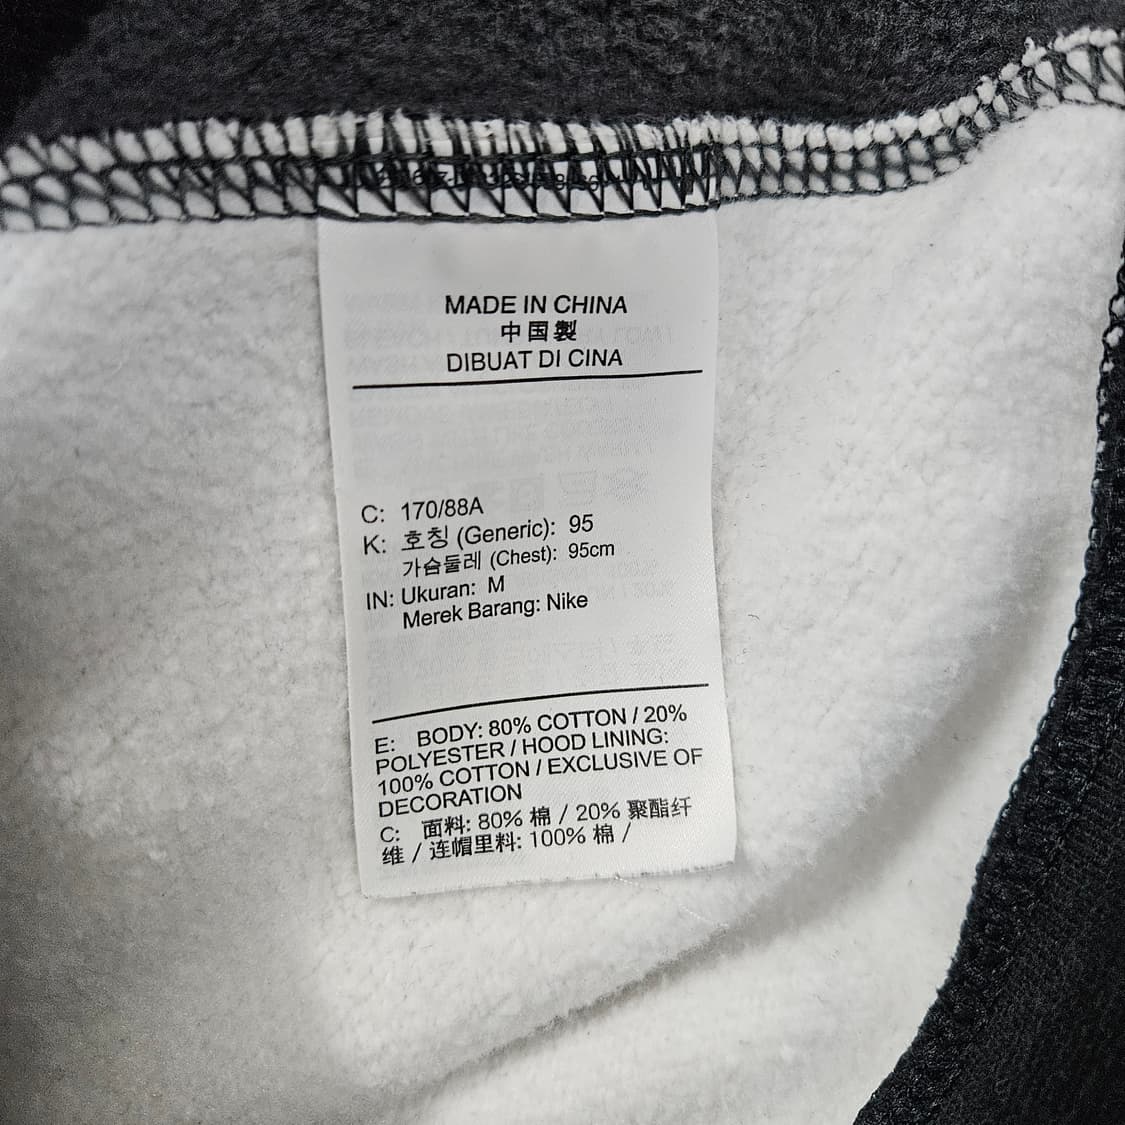 MADE IN CHINA
中国製
DIBUAT DI CINA
C: 170/88A
K: 호칭 (Generic): 95
가슴둘레 (Chest): 95cm
IN: Ukuran: M
Merek Barang: Nike
E: BODY: 80% COTTON / 20%
POLYESTER / HOOD LINING:
100% COTTON / EXCLUSIVE OF
DECORATION
C: 面料: 80% 棉 / 20% 聚酯纤
维 / 连帽里料: 100% 棉 /